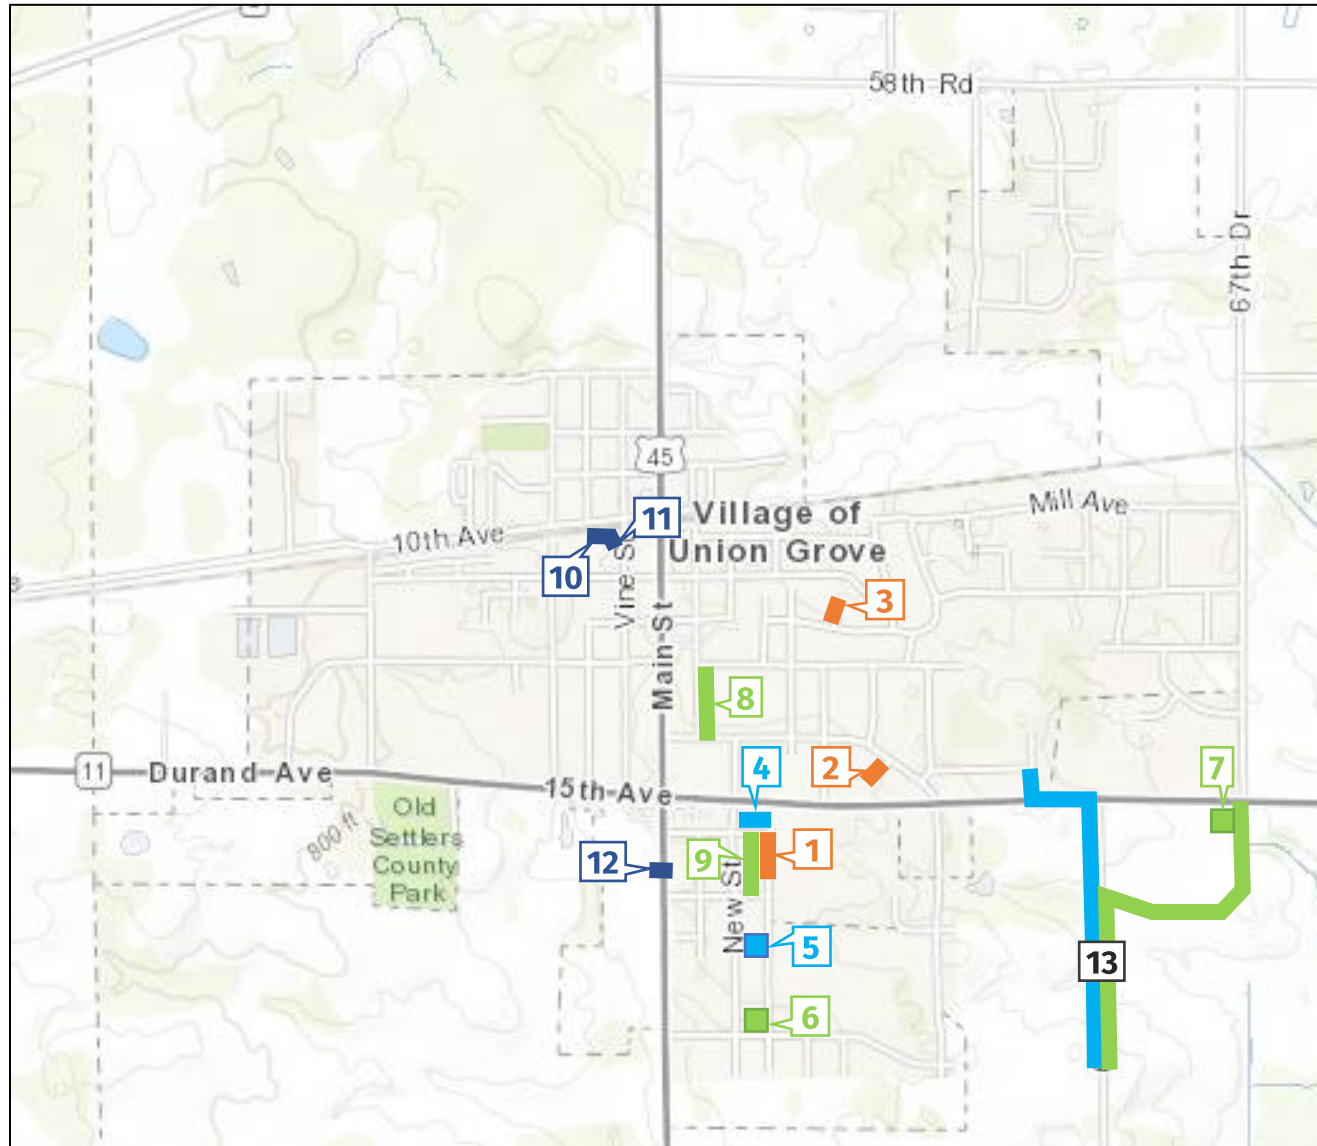 58th Rd
67th Dr
45
11
Village of
Union Grove
Mill Ave
10th Ave
10
Vine St
3
Main St
8
4
2
7
11
Durand Ave
15th Ave
Old
Settlers
County
Park
800 ft
12
9
1
New St
5
13
6